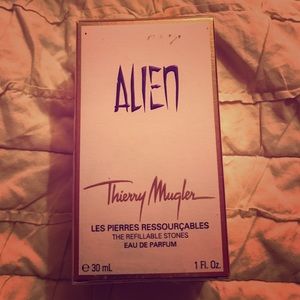 ALIEN
Thierry Mugler
LES PIERRES RESSOURÇABLES
THE REFILLABLE STONES
EAU DE PARFUM
℮ 30 mL 1 Fl. Oz.